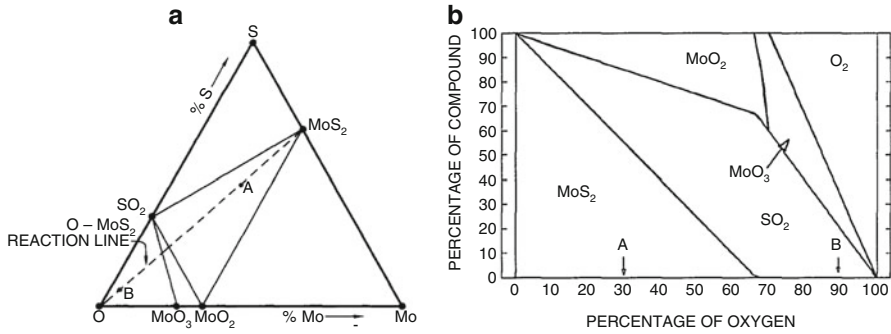 a
S
% S
MoS2
A
SO2
O – MoS2
REACTION LINE
B
O
MoO3
MoO2
% Mo
Mo
b
PERCENTAGE OF COMPOUND
100
90
80
70
60
50
40
30
20
10
0
MoO2
O2
MoO3
MoS2
SO2
A
B
0
10
20
30
40
50
60
70
80
90
100
PERCENTAGE OF OXYGEN